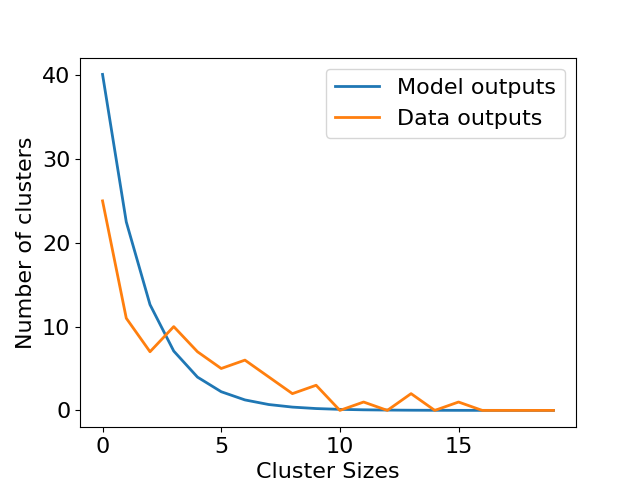 Model outputs
Data outputs
40
30
20
10
0
Number of clusters
0 5 10 15
Cluster Sizes